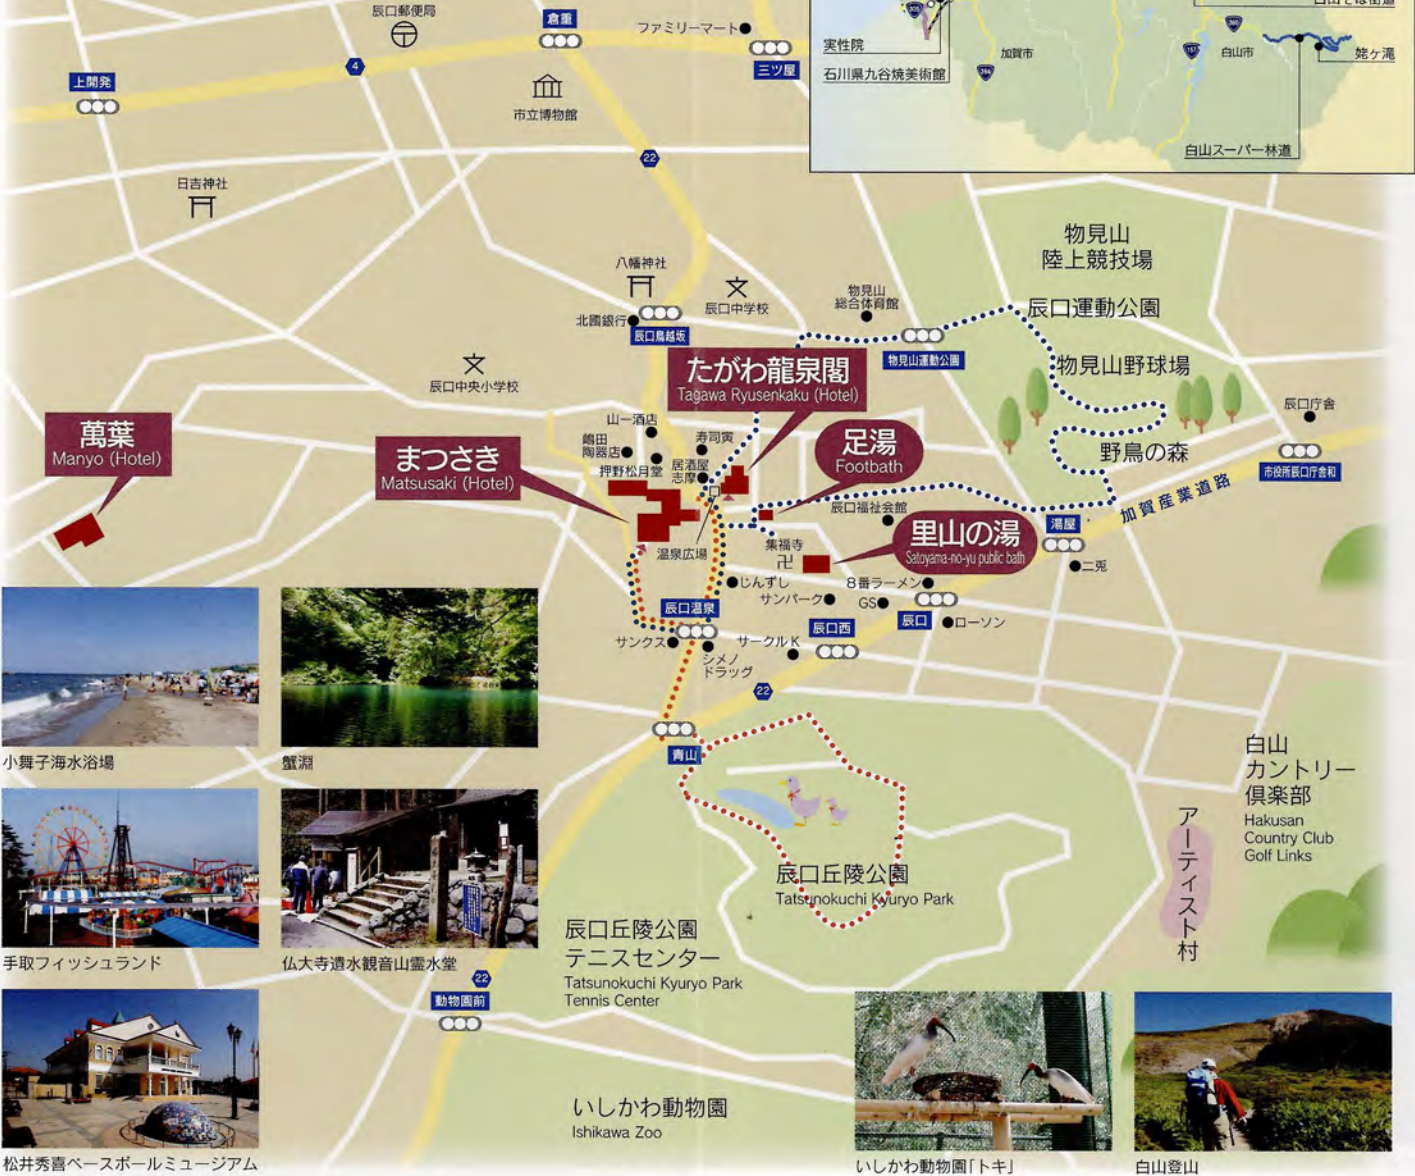 辰口郵便局
倉重
ファミリーマート
三ツ屋
4
上開発
市立博物館
22
日吉神社
305
実性院
石川県九谷焼美術館
加賀市
364
360
157
白山市
姥ヶ滝
白山スーパー林道
物見山
陸上競技場
八幡神社
辰口中学校
物見山
総合体育館
辰口運動公園
北國銀行
辰口鳥越坂
物見山運動公園
たがわ龍泉閣
Tagawa Ryusenkaku (Hotel)
物見山野球場
辰口中央小学校
辰口庁舎
萬葉
Manyo (Hotel)
まつさき
Matsusaki (Hotel)
山一酒店
嶋田
陶器店
押野松月堂
寿司寅
居酒屋
志摩
足湯
Footbath
野鳥の森
市役所辰口庁舎和
加賀産業道路
辰口福祉会館
湯屋
温泉広場
集福寺
里山の湯
Satoyama-no-yu public bath
二兎
じんずし
8番ラーメン
サンパーク
GS
辰口温泉
辰口西
辰口
ローソン
サンクス
サークルK
シメノ
ドラッグ
22
青山
小舞子海水浴場
蟹淵
白山
カントリー
倶楽部
Hakusan
Country Club
Golf Links
アーティスト村
辰口丘陵公園
Tatsunokuchi Kyuryo Park
辰口丘陵公園
テニスセンター
Tatsunokuchi Kyuryo Park
Tennis Center
手取フィッシュランド
仏大寺遣水観音山霊水堂
22
動物園前
いしかわ動物園
Ishikawa Zoo
松井秀喜ベースボールミュージアム
いしかわ動物園「トキ」
白山登山